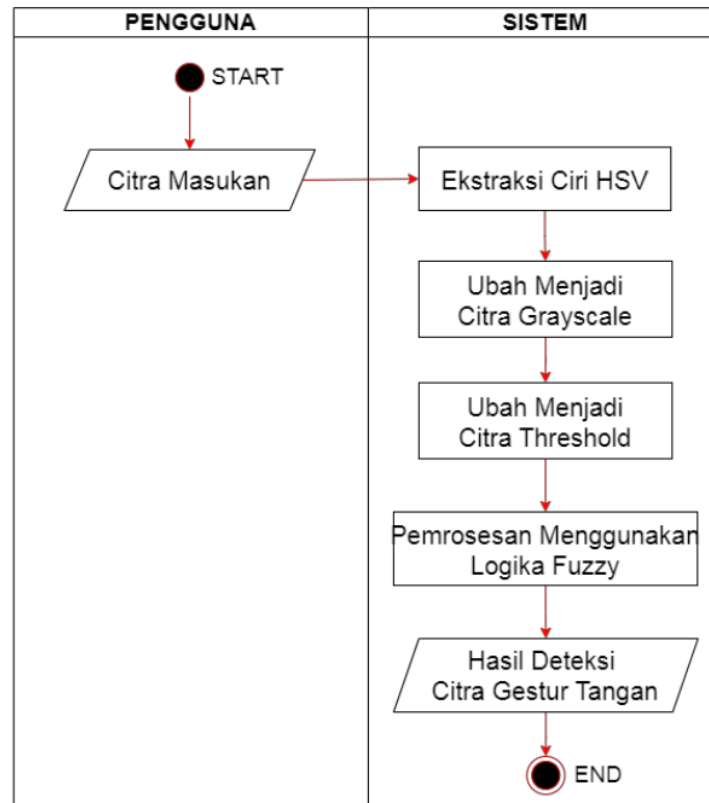 PENGGUNA
SISTEM
START
Citra Masukan
Ekstraksi Ciri HSV
Ubah Menjadi
Citra Grayscale
Ubah Menjadi
Citra Threshold
Pemrosesan Menggunakan
Logika Fuzzy
Hasil Deteksi
Citra Gestur Tangan
END